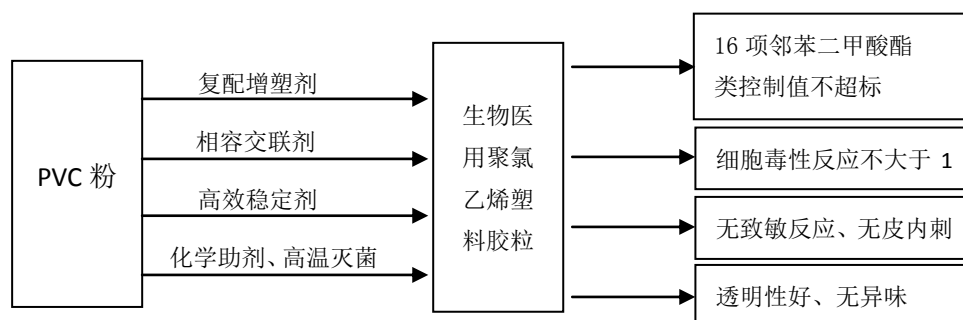 PVC 粉
复配增塑剂
相容交联剂
高效稳定剂
化学助剂、高温灭菌
生物医
用聚氯
乙烯塑
料胶粒
16 项邻苯二甲酸酯
类控制值不超标
细胞毒性反应不大于 1
无致敏反应、无皮内刺
透明性好、无异味